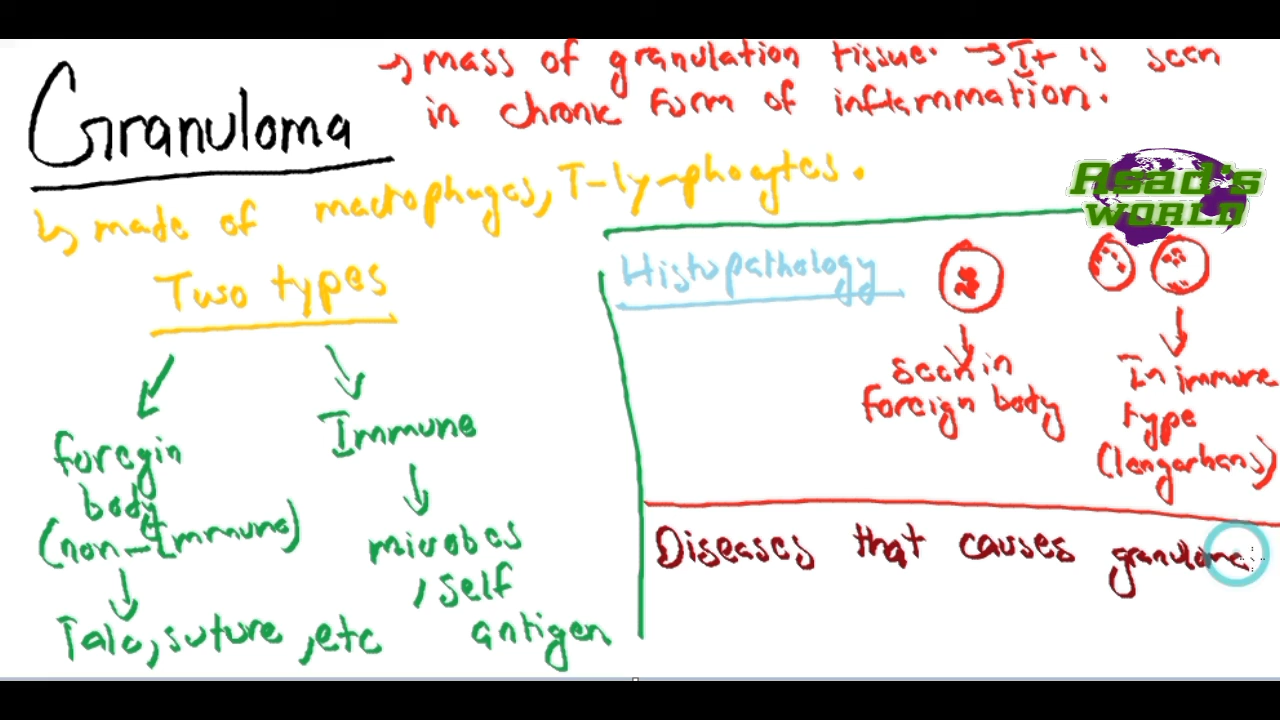 Granuloma
→ mass of granulation tissue. → It is seen
in chronic form of inflammation.
↳ made of macrophages, T-lymphocytes.
Asad's
WORLD
Two types
foregin
body
(non-Immune)
Talc, suture, etc
Immune
microbes
, self
antigen
Histopathology
seen in
foreign body
In immune
type
(lengerhans)
Diseases that causes granuloma